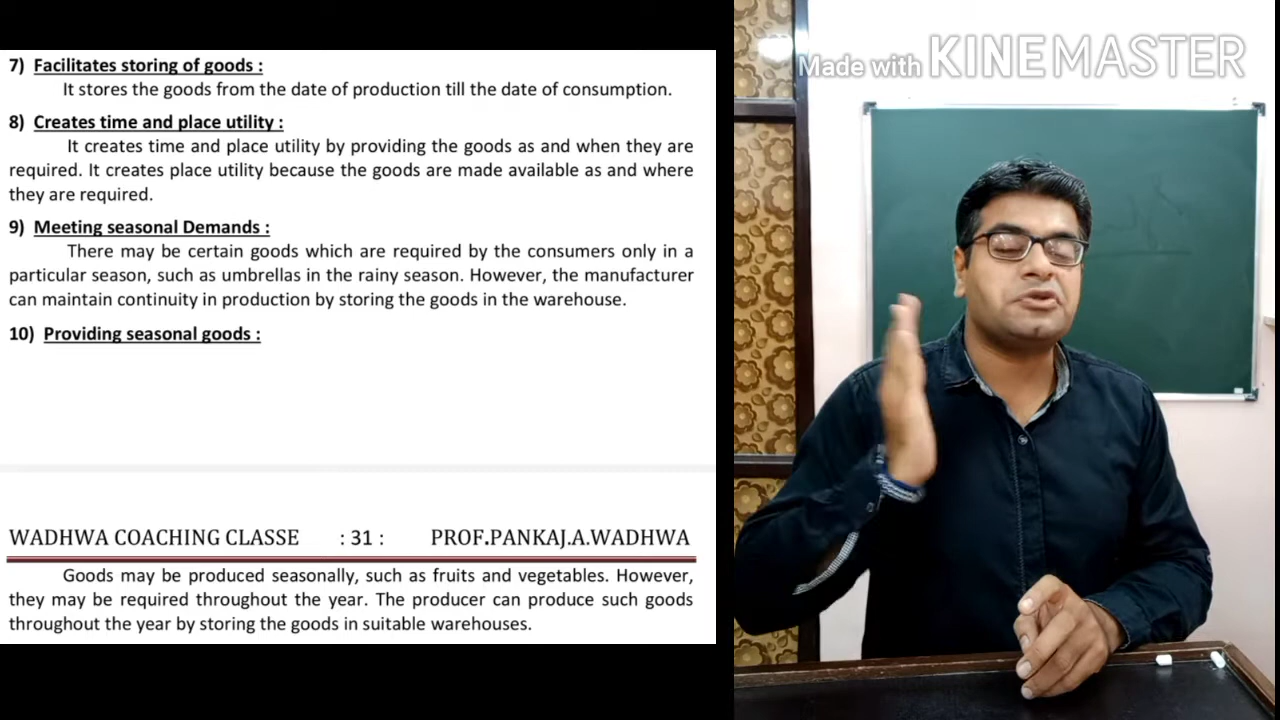 7) Facilitates storing of goods :
It stores the goods from the date of production till the date of consumption.
8) Creates time and place utility :
It creates time and place utility by providing the goods as and when they are
required. It creates place utility because the goods are made available as and where
they are required.
9) Meeting seasonal Demands :
There may be certain goods which are required by the consumers only in a
particular season, such as umbrellas in the rainy season. However, the manufacturer
can maintain continuity in production by storing the goods in the warehouse.
10) Providing seasonal goods :
WADHWA COACHING CLASSE : 31 : PROF.PANKAJ.A.WADHWA
Goods may be produced seasonally, such as fruits and vegetables. However,
they may be required throughout the year. The producer can produce such goods
throughout the year by storing the goods in suitable warehouses.
Made with KINEMASTER